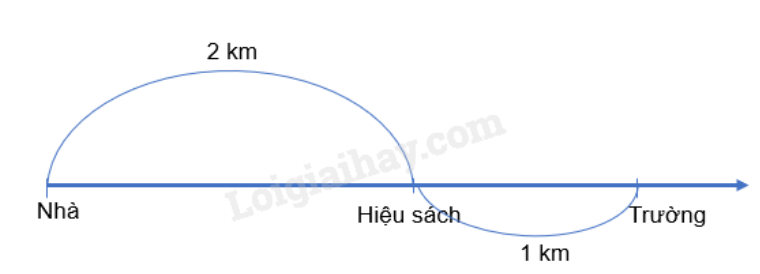 2 km
Loigiaihay.com
Nhà
Hiệu sách
Trường
1 km